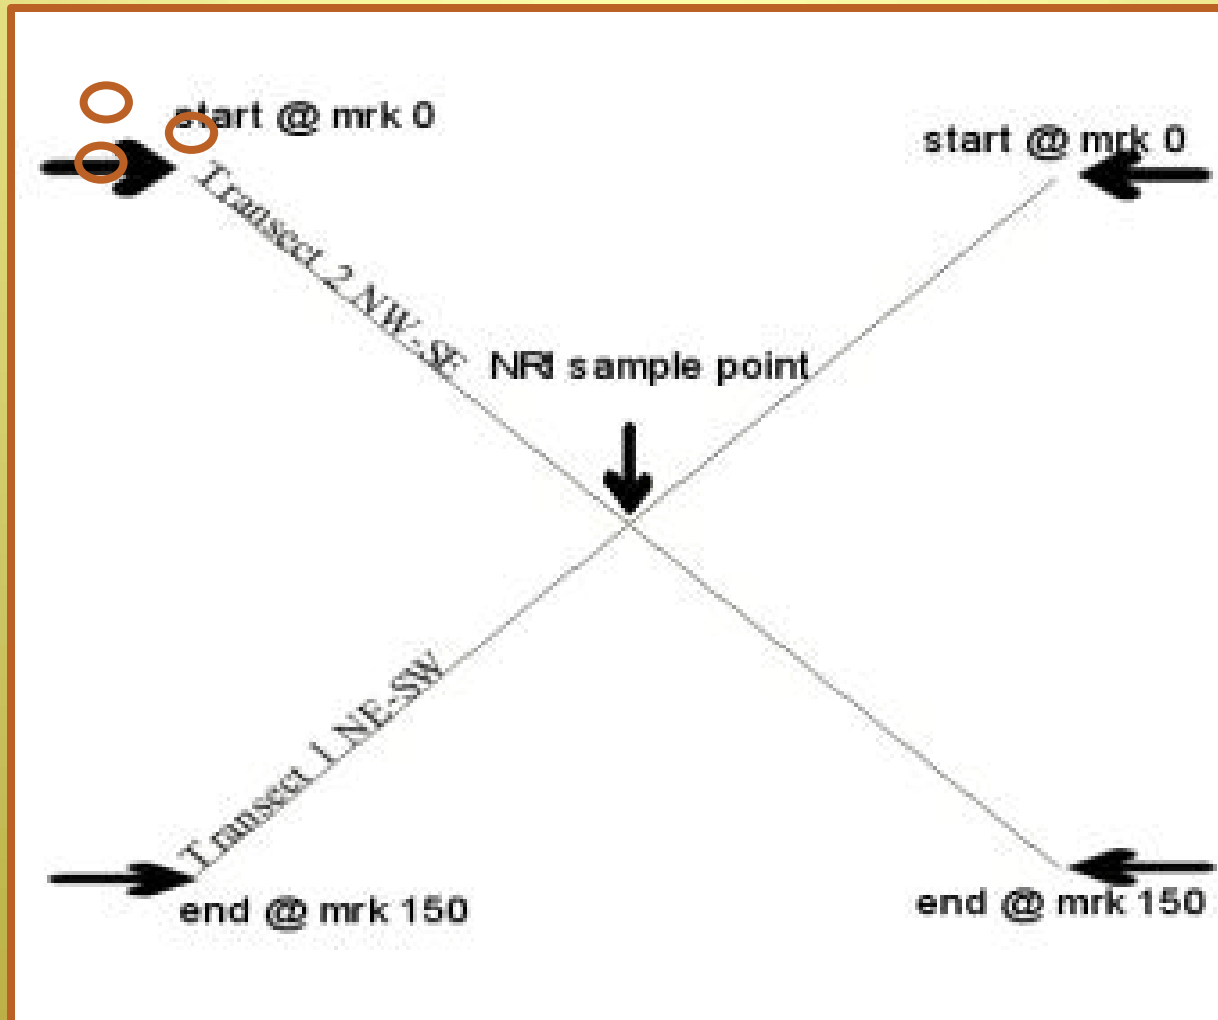 start @ mrk 0
start @ mrk 0
Transect 2 NW-SE
NRI sample point
Transect 1 NE-SW
end @ mrk 150
end @ mrk 150